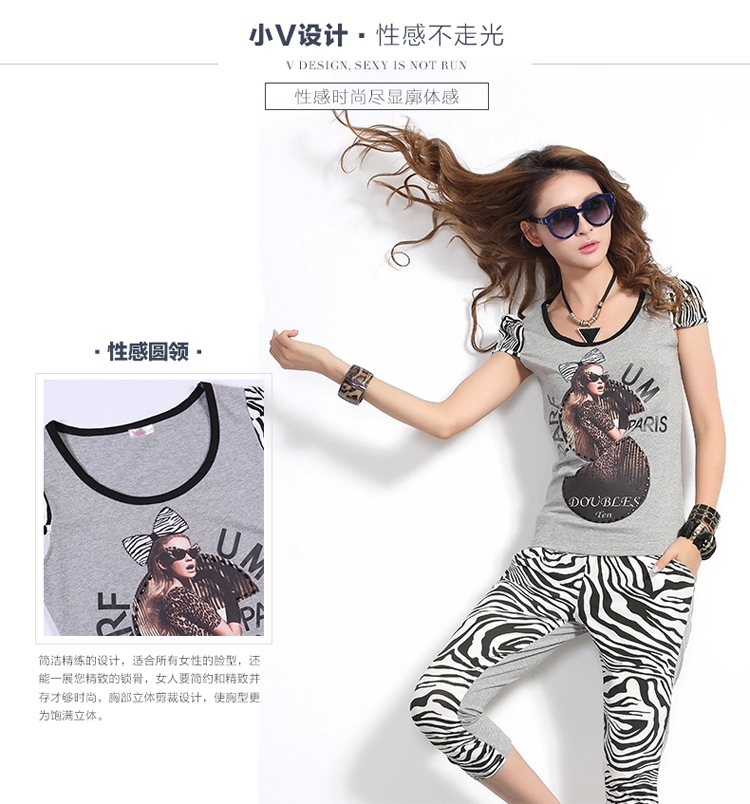 小V设计·性感不走光
V DESIGN, SEXY IS NOT RUN
性感时尚尽显廓体感
·性感圆领·
UM
PARF
PARIS
DOUBLES
Ten
UM
ARF
PA
简洁精练的设计，适合所有女性的脸型，还
能一展您精致的锁骨，女人要简约和精致并
存才够时尚，胸部立体剪裁设计，使胸型更
为饱满立体。